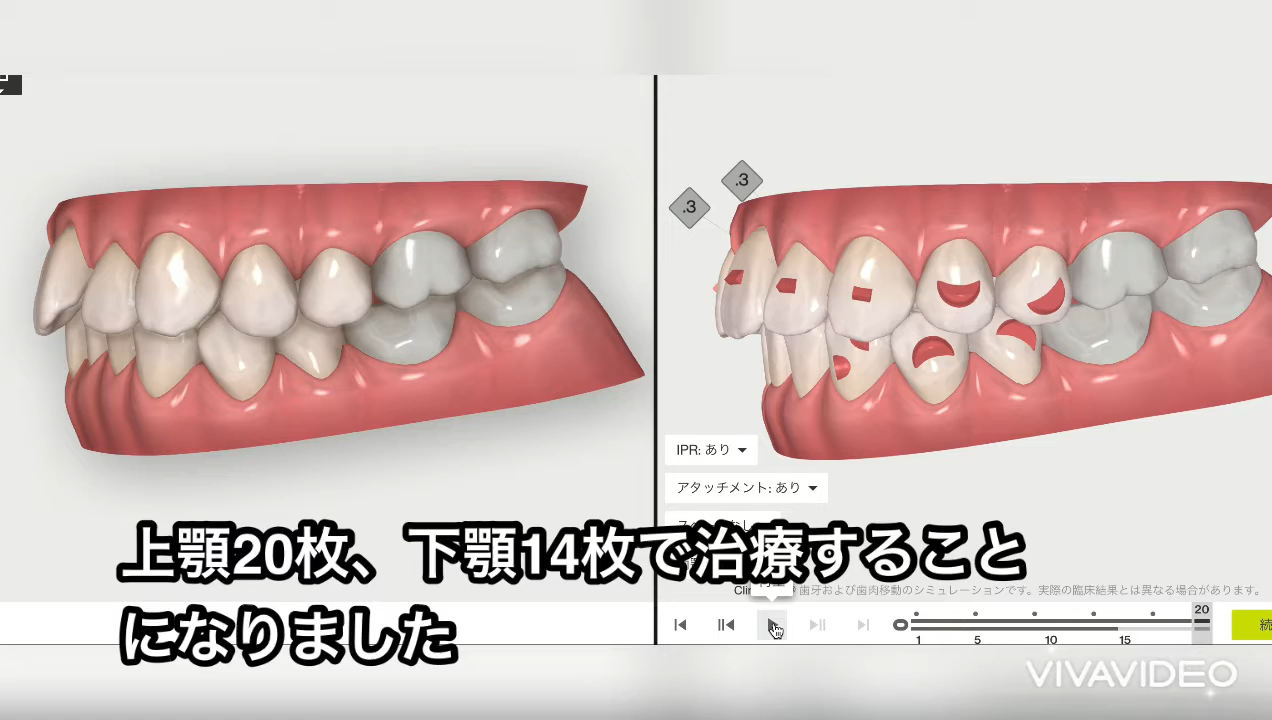 .3
.3
IPR: あり
アタッチメント: あり
上顎20枚、下顎14枚で治療すること
になりました
歯牙および歯肉移動のシミュレーションです。実際の臨床結果とは異なる場合があります。
20
1
5
10
15
続
VIVAVIDEO